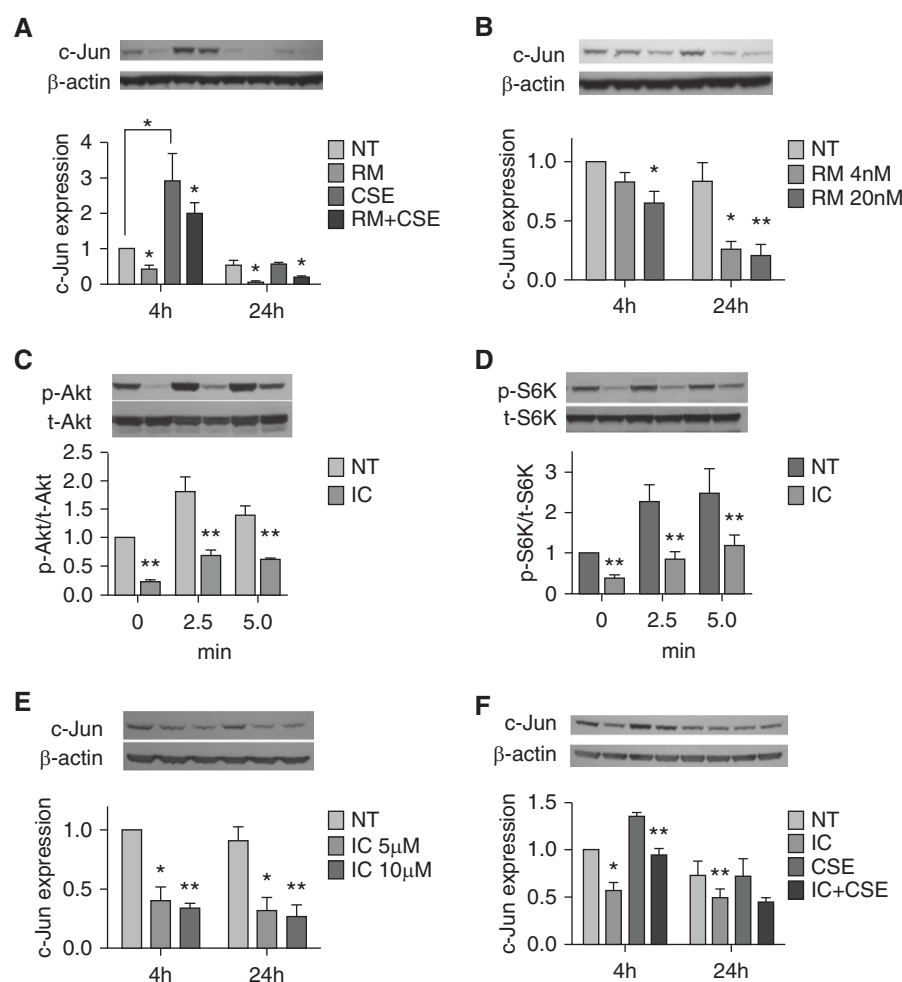 A
c-Jun
β-actin
c-Jun expression
4
3
2
1
0
*
*
*
*
*
4h
24h
NT
RM
CSE
RM+CSE
B
c-Jun
β-actin
c-Jun expression
1.0
0.5
0.0
*
*
**
4h
24h
NT
RM 4nM
RM 20nM
C
p-Akt
t-Akt
p-Akt/t-Akt
2.5
2.0
1.5
1.0
0.5
0.0
**
**
**
0
2.5
5.0
min
NT
IC
D
p-S6K
t-S6K
p-S6K/t-S6K
3
2
1
0
**
**
**
0
2.5
5.0
min
NT
IC
E
c-Jun
β-actin
c-Jun expression
1.0
0.5
0.0
*
**
*
**
4h
24h
NT
IC 5μM
IC 10μM
F
c-Jun
β-actin
c-Jun expression
1.5
1.0
0.5
0.0
*
**
**
4h
24h
NT
IC
CSE
IC+CSE